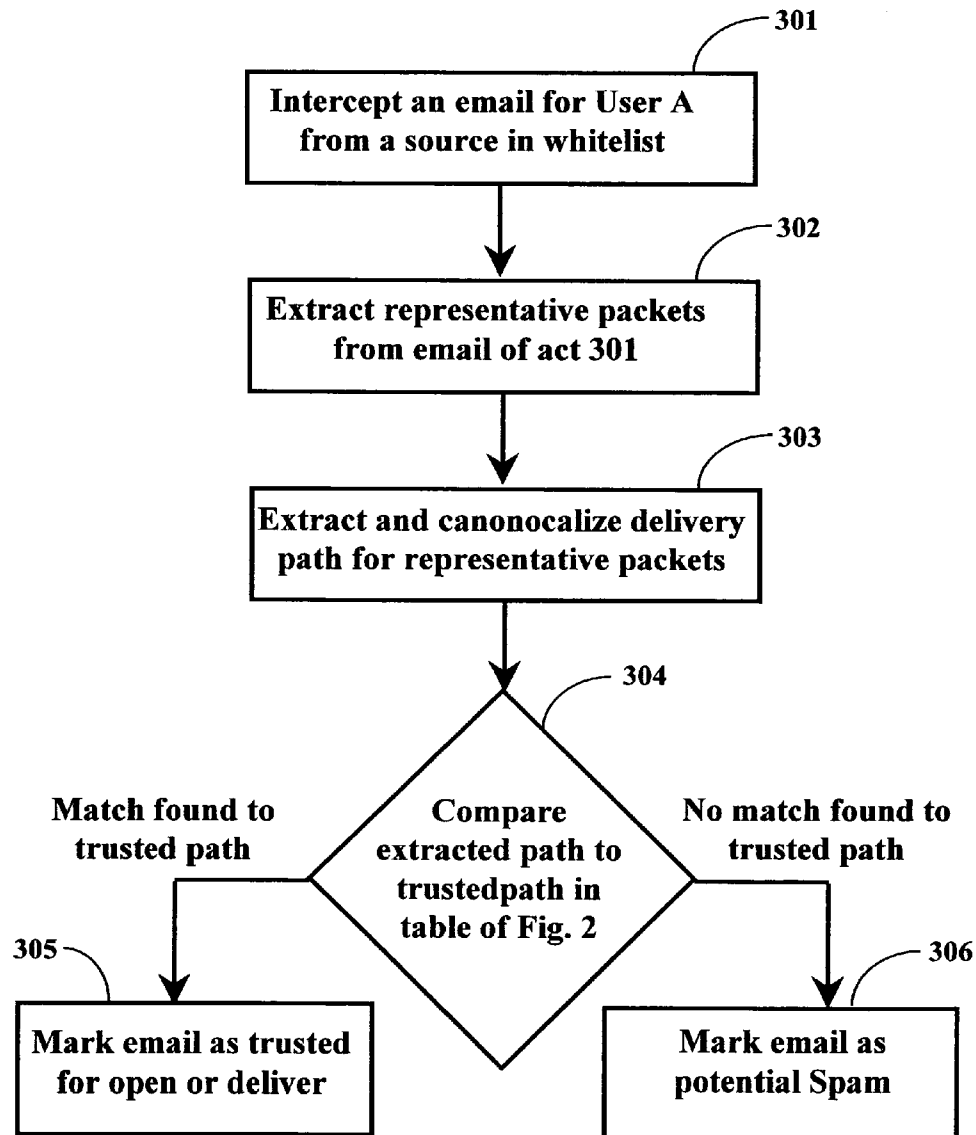 301
Intercept an email for User A
from a source in whitelist
302
Extract representative packets
from email of act 301
303
Extract and canonocalize delivery
path for representative packets
304
Compare
extracted path to
trustedpath in
table of Fig. 2
Match found to
trusted path
No match found to
trusted path
305
Mark email as trusted
for open or deliver
306
Mark email as
potential Spam